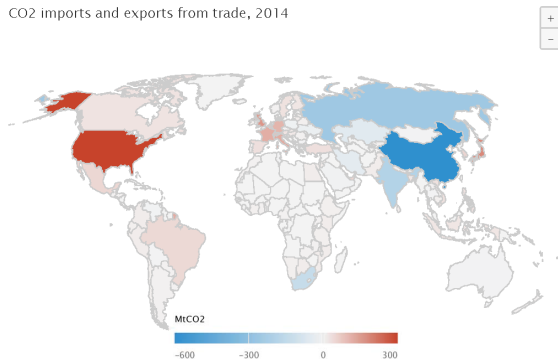 CO2 imports and exports from trade, 2014
+
−
MtCO2
-600 -300 0 300